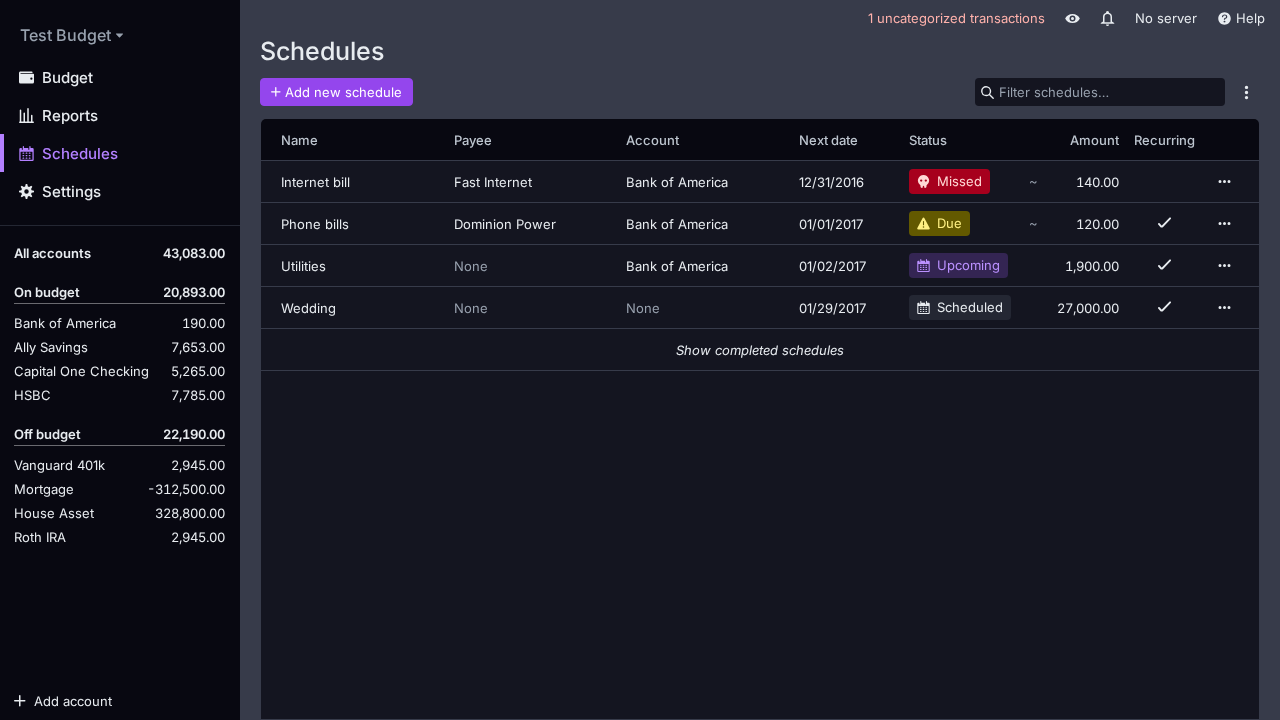 Test Budget
Budget
Reports
Schedules
Settings
All accounts 43,083.00
On budget 20,893.00
Bank of America 190.00
Ally Savings 7,653.00
Capital One Checking 5,265.00
HSBC 7,785.00
Off budget 22,190.00
Vanguard 401k 2,945.00
Mortgage -312,500.00
House Asset 328,800.00
Roth IRA 2,945.00
Add account
1 uncategorized transactions No server Help
Schedules
Add new schedule Filter schedules...
Name Payee Account Next date Status Amount Recurring
Internet bill Fast Internet Bank of America 12/31/2016 Missed ~ 140.00
Phone bills Dominion Power Bank of America 01/01/2017 Due ~ 120.00
Utilities None Bank of America 01/02/2017 Upcoming 1,900.00
Wedding None None 01/29/2017 Scheduled 27,000.00
Show completed schedules